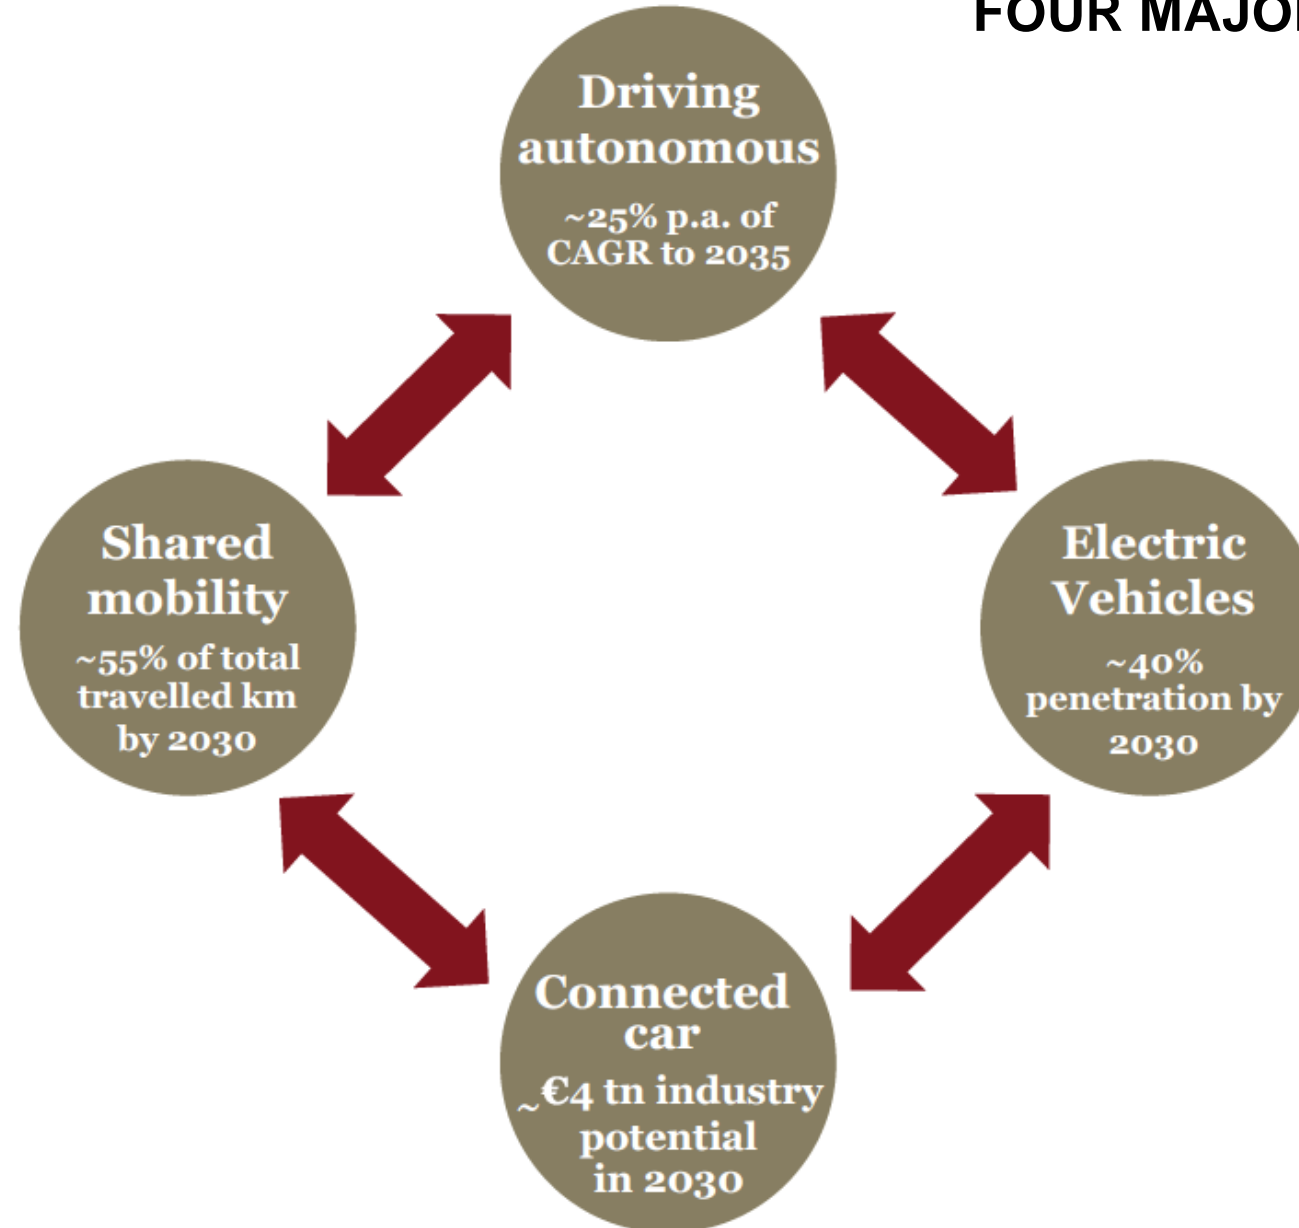 FOUR MAJOR
Driving
autonomous
~25% p.a. of
CAGR to 2035
Shared
mobility
~55% of total
travelled km
by 2030
Electric
Vehicles
~40%
penetration by
2030
Connected
car
~€4 tn industry
potential
in 2030